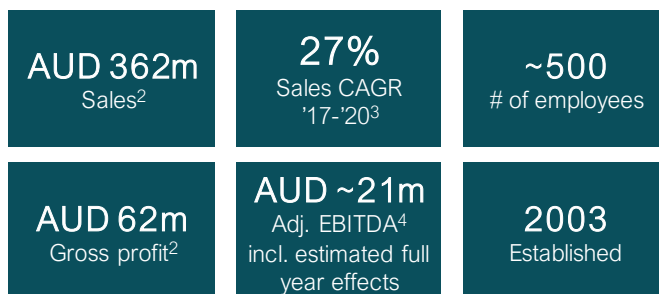 AUD 362m
Sales²
27%
Sales CAGR
’17-’20³
~500
# of employees
AUD 62m
Gross profit²
AUD ~21m
Adj. EBITDA⁴
incl. estimated full
year effects
2003
Established